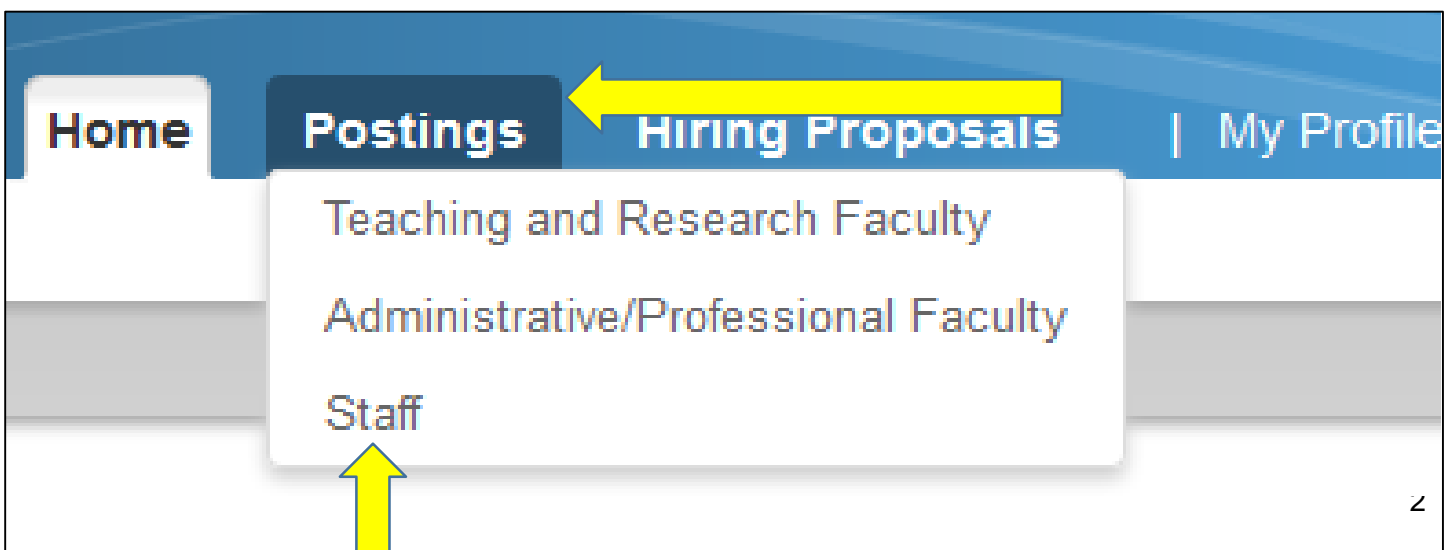 Home Postings Hiring Proposals | My Profile
Teaching and Research Faculty
Administrative/Professional Faculty
Staff
2